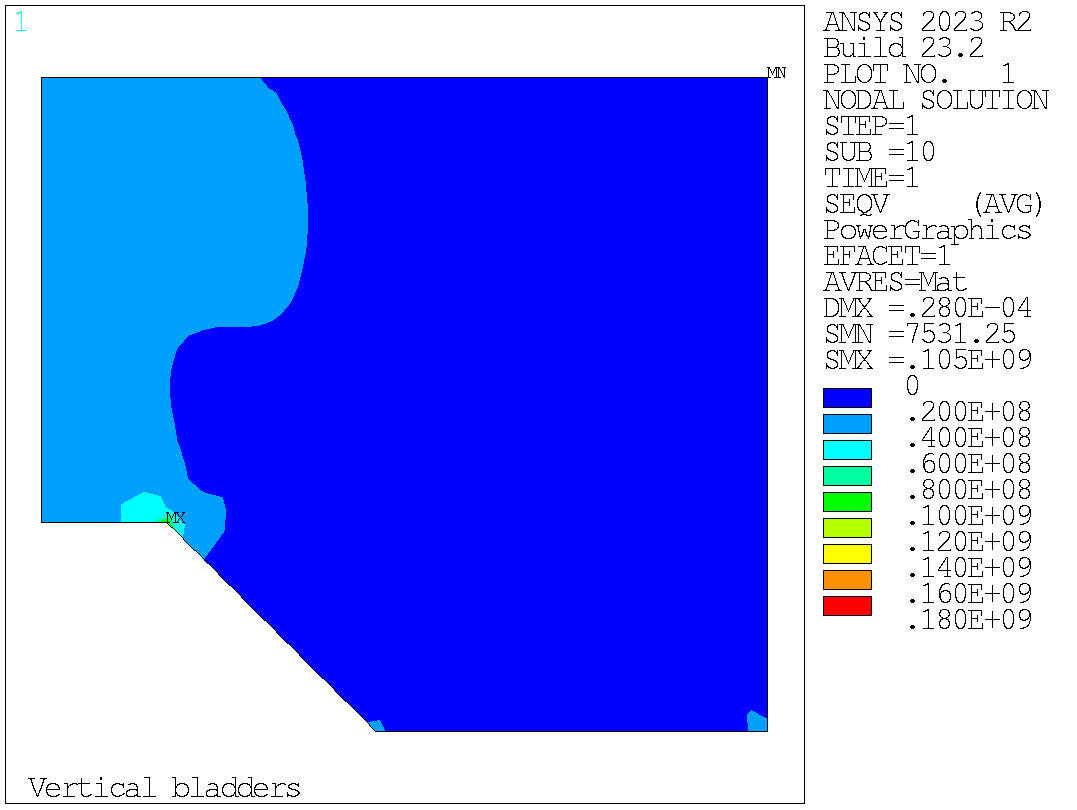 1
ANSYS 2023 R2
Build 23.2
PLOT NO. 1
NODAL SOLUTION
STEP=1
SUB =10
TIME=1
SEQV (AVG)
PowerGraphics
EFACET=1
AVRES=Mat
DMX =.280E-04
SMN =7531.25
SMX =.105E+09
0
.200E+08
.400E+08
.600E+08
.800E+08
.100E+09
.120E+09
.140E+09
.160E+09
.180E+09
MN
MX
Vertical bladders